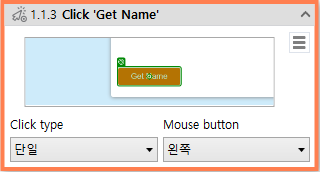 1.1.3 Click 'Get Name'
Get Name
Click type
Mouse button
단일
왼쪽